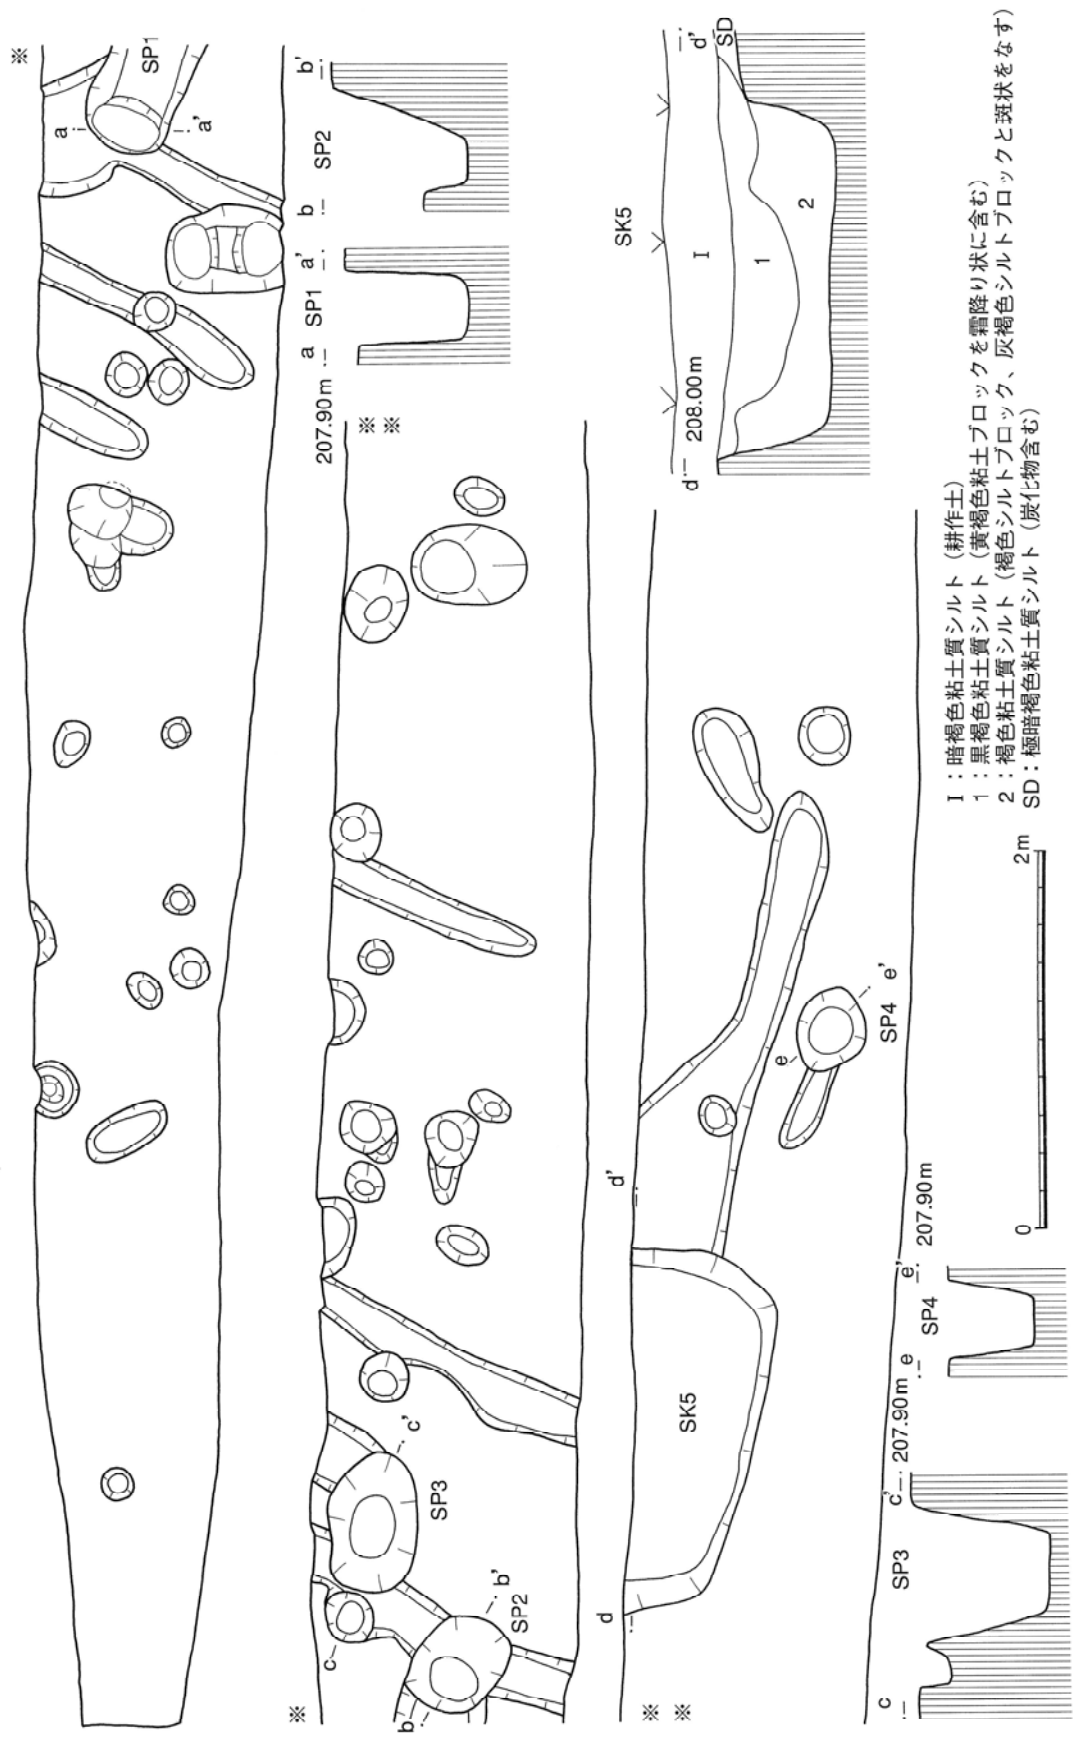 ※
SP1
a
a'
207.90m
a
SP1
a'
b
SP2
b'
※
※※
c
c'
SP3
b
b'
SP2
SK5
d
208.00m
d'
SD
I
1
2
※※
d
d'
SK5
e
e'
SP4
c
SP3
c'
207.90m
e
SP4
e'
207.90m
0
2m
I：暗褐色粘土質シルト（耕作土）
1：黒褐色粘土質シルト（黄褐色粘土ブロックを霜降り状に含む）
2：褐色粘土質シルト（褐色シルトブロック、灰褐色シルトブロックと斑状をなす）
SD：極暗褐色粘土質シルト（炭化物含む）